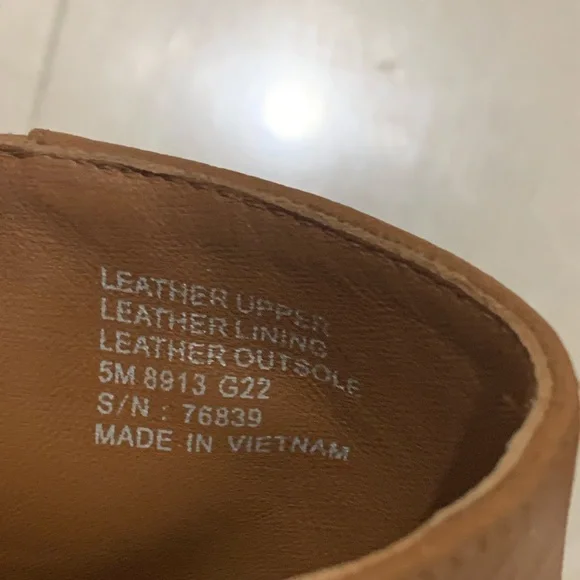 LEATHER UPPER
LEATHER LINING
LEATHER OUTSOLE
5M 8913 G22
S/N : 76839
MADE IN VIETNAM